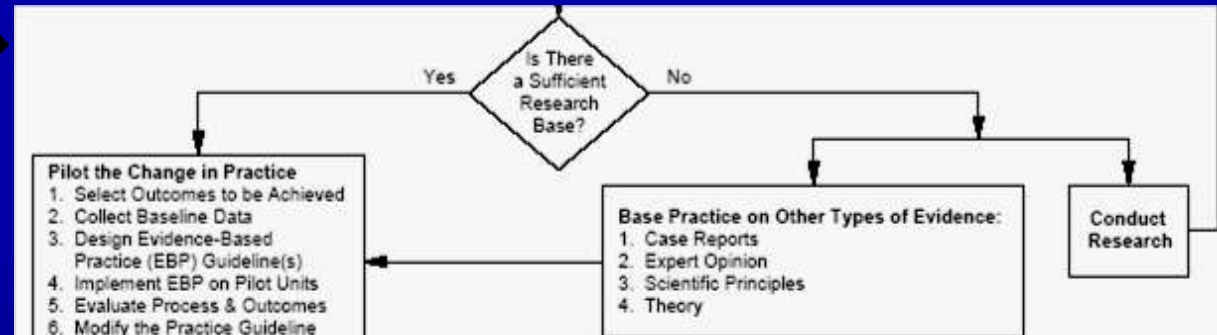 Is There
a Sufficient
Research
Base?
Yes
No
Pilot the Change in Practice
1. Select Outcomes to be Achieved
2. Collect Baseline Data
3. Design Evidence-Based
Practice (EBP) Guideline(s)
4. Implement EBP on Pilot Units
5. Evaluate Process & Outcomes
6. Modify the Practice Guideline
Base Practice on Other Types of Evidence:
1. Case Reports
2. Expert Opinion
3. Scientific Principles
4. Theory
Conduct
Research